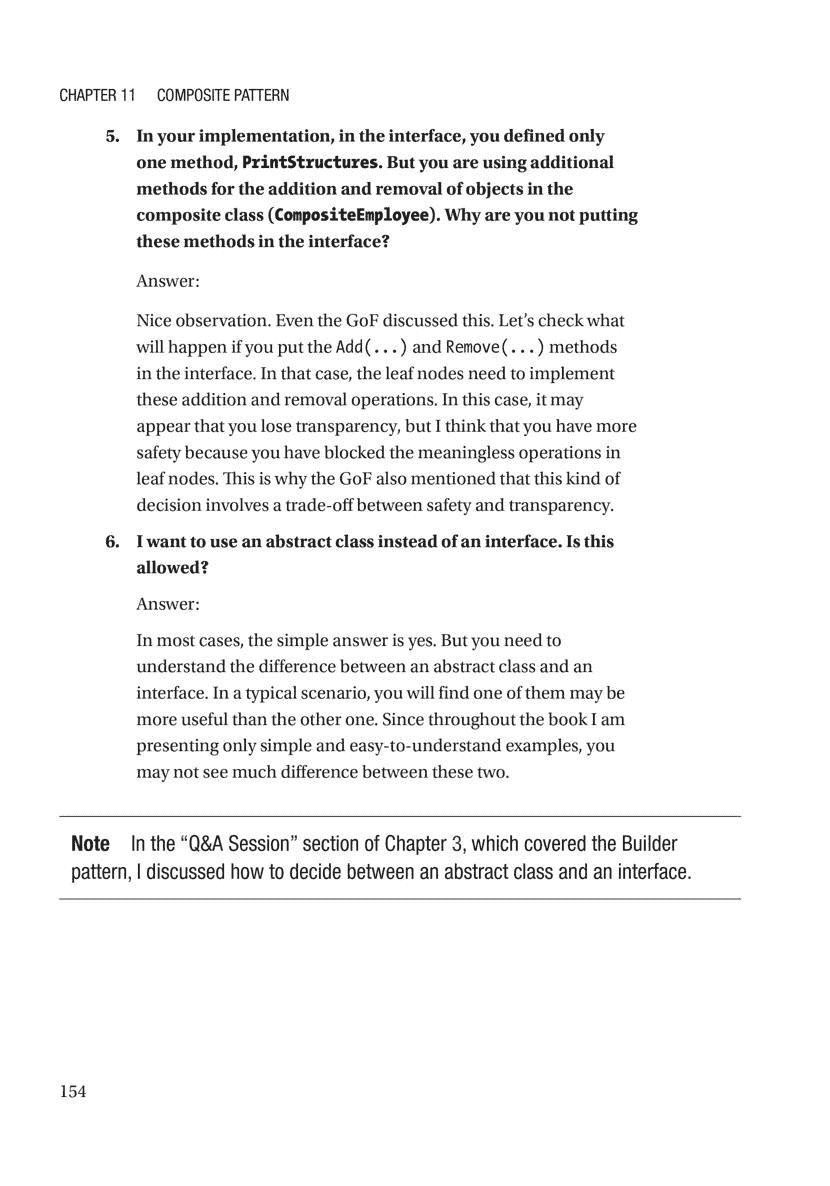 CHAPTER 11 COMPOSITE PATTERN
5. In your implementation, in the interface, you defined only
one method, PrintStructures. But you are using additional
methods for the addition and removal of objects in the
composite class (CompositeEmployee). Why are you not putting
these methods in the interface?
Answer:
Nice observation. Even the GoF discussed this. Let’s check what
will happen if you put the Add(...) and Remove(...) methods
in the interface. In that case, the leaf nodes need to implement
these addition and removal operations. In this case, it may
appear that you lose transparency, but I think that you have more
safety because you have blocked the meaningless operations in
leaf nodes. This is why the GoF also mentioned that this kind of
decision involves a trade-off between safety and transparency.
6. I want to use an abstract class instead of an interface. Is this
allowed?
Answer:
In most cases, the simple answer is yes. But you need to
understand the difference between an abstract class and an
interface. In a typical scenario, you will find one of them may be
more useful than the other one. Since throughout the book I am
presenting only simple and easy-to-understand examples, you
may not see much difference between these two.
Note In the “Q&A Session” section of Chapter 3, which covered the Builder
pattern, I discussed how to decide between an abstract class and an interface.
154